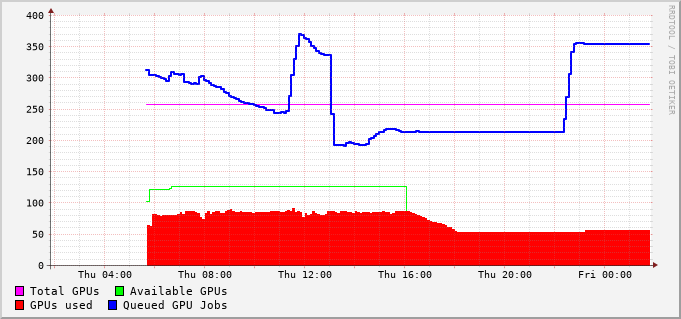 RRDTOOL / TOBI OETIKER
400
350
300
250
200
150
100
50
0
Thu 04:00 Thu 08:00 Thu 12:00 Thu 16:00 Thu 20:00 Fri 00:00
Total GPUs Available GPUs
GPUs used Queued GPU Jobs